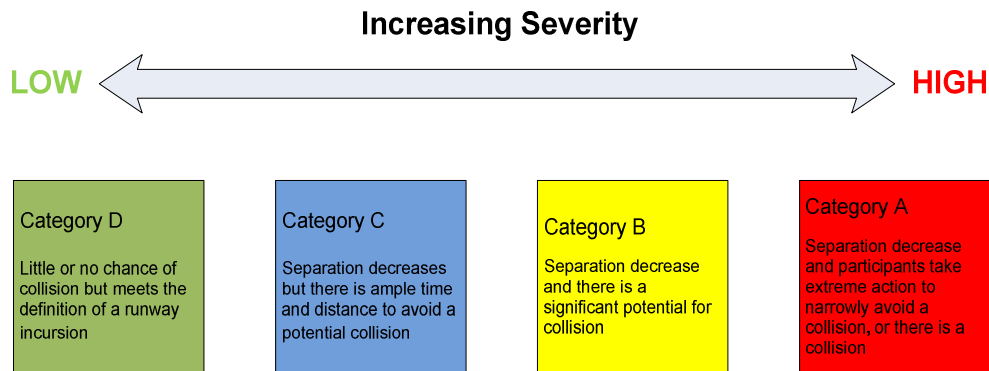 Increasing Severity
LOW
HIGH
Category D
Little or no chance of
collision but meets the
definition of a runway
incursion
Category C
Separation decreases
but there is ample time
and distance to avoid a
potential collision
Category B
Separation decrease
and there is a
significant potential for
collision
Category A
Separation decrease
and participants take
extreme action to
narrowly avoid a
collision, or there is a
collision